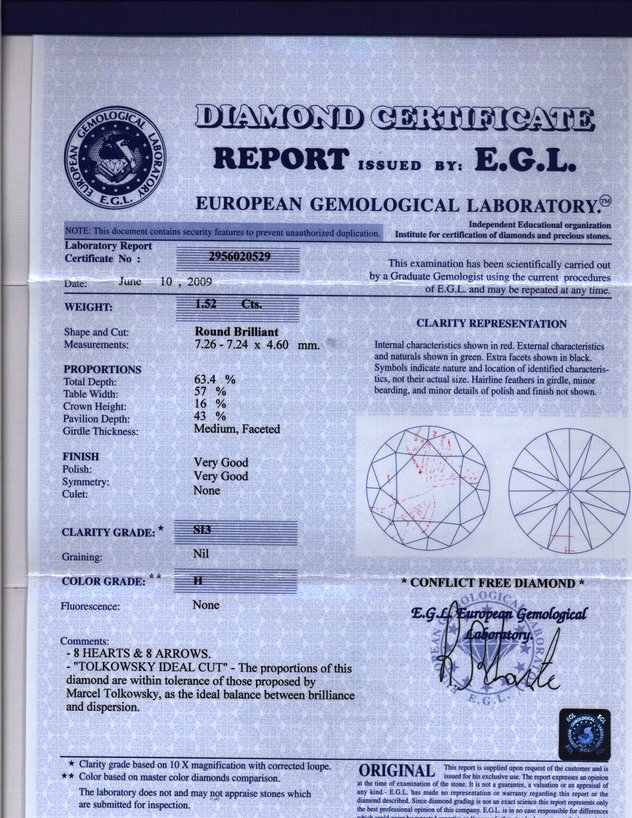 EUROPEAN GEMOLOGICAL LABORATORY
E.G.L.
DIAMOND CERTIFICATE
REPORT ISSUED BY: E.G.L.
EUROPEAN GEMOLOGICAL LABORATORY.™
NOTE: This document contains security features to prevent unauthorized duplication.
Independent Educational organization
Institute for certification of diamonds and precious stones.
Laboratory Report
Certificate No : 2956020529
Date: June 10 , 2009
This examination has been scientifically carried out
by a Graduate Gemologist using the current procedures
of E.G.L. and may be repeated at any time.
WEIGHT: 1.52 Cts.
Shape and Cut: Round Brilliant
Measurements: 7.26 - 7.24 x 4.60 mm.
PROPORTIONS
Total Depth: 63.4 %
Table Width: 57 %
Crown Height: 16 %
Pavilion Depth: 43 %
Girdle Thickness: Medium, Faceted
FINISH
Polish: Very Good
Symmetry: Very Good
Culet: None
CLARITY GRADE: * SI3
Graining: Nil
COLOR GRADE: ** H
Fluorescence: None
Comments:
- 8 HEARTS & 8 ARROWS.
- "TOLKOWSKY IDEAL CUT" - The proportions of this
diamond are within tolerance of those proposed by
Marcel Tolkowsky, as the ideal balance between brilliance
and dispersion.
CLARITY REPRESENTATION
Internal characteristics shown in red. External characteristics
and naturals shown in green. Extra facets shown in black.
Symbols indicate nature and location of identified characteris-
tics, not their actual size. Hairline feathers in girdle, minor
bearding, and minor details of polish and finish not shown.
* CONFLICT FREE DIAMOND *
E.G.L. European Gemological
Laboratory.
E.G.L.
* Clarity grade based on 10 X magnification with corrected loupe.
** Color based on master color diamonds comparison.
The laboratory does not and may not appraise stones which
are submitted for inspection.
ORIGINAL This report is supplied upon request of the customer and is
issued for his exclusive use. The report expresses an opinion
at the time of examination of the stone. It is not a guarantee, a valuation or an appraisal of
any kind.- E.G.L. has made no representation or warranty regarding this report or the
diamond described. Since diamond grading is not an exact science this report represents only
the best professional opinion of this company. E.G.L. is in no case responsible for differences